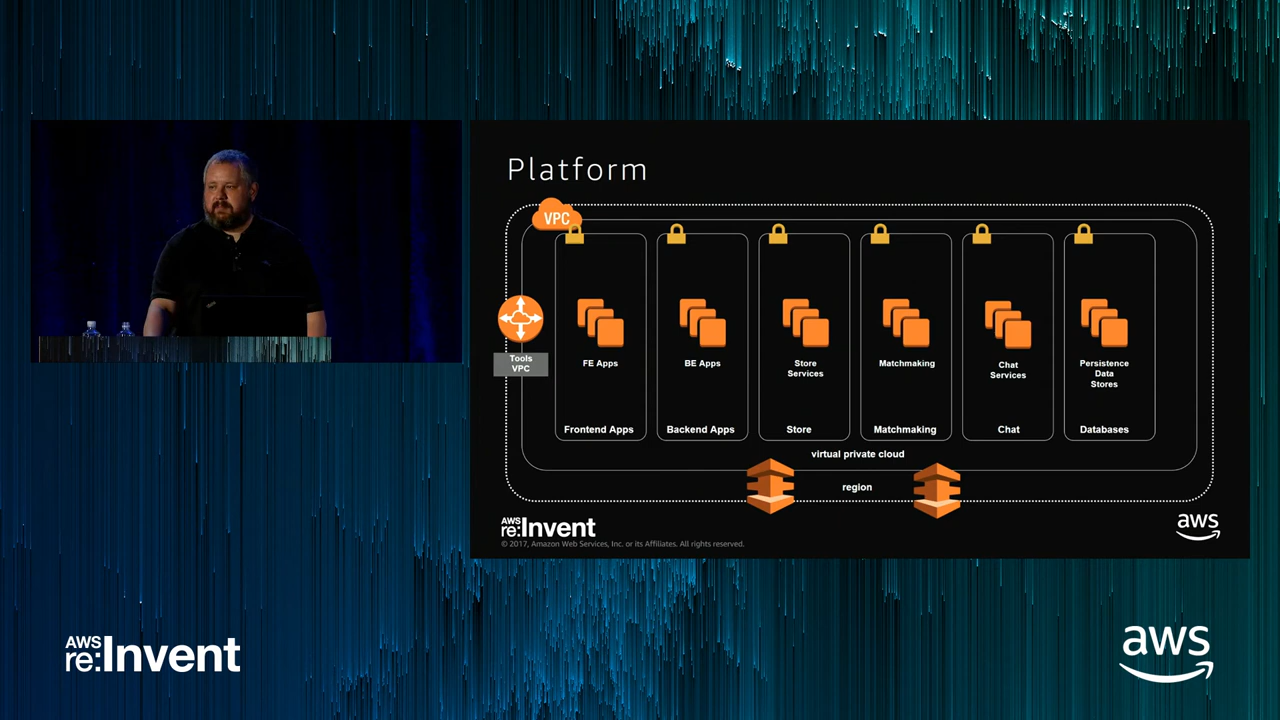 Platform
VPC
Tools
VPC
FE Apps
BE Apps
Store
Services
Matchmaking
Chat
Services
Persistence
Data
Stores
Frontend Apps
Backend Apps
Store
Matchmaking
Chat
Databases
virtual private cloud
region
AWS
re:Invent
© 2017, Amazon Web Services, Inc. or its Affiliates. All rights reserved.
aws
AWS
re:Invent
aws